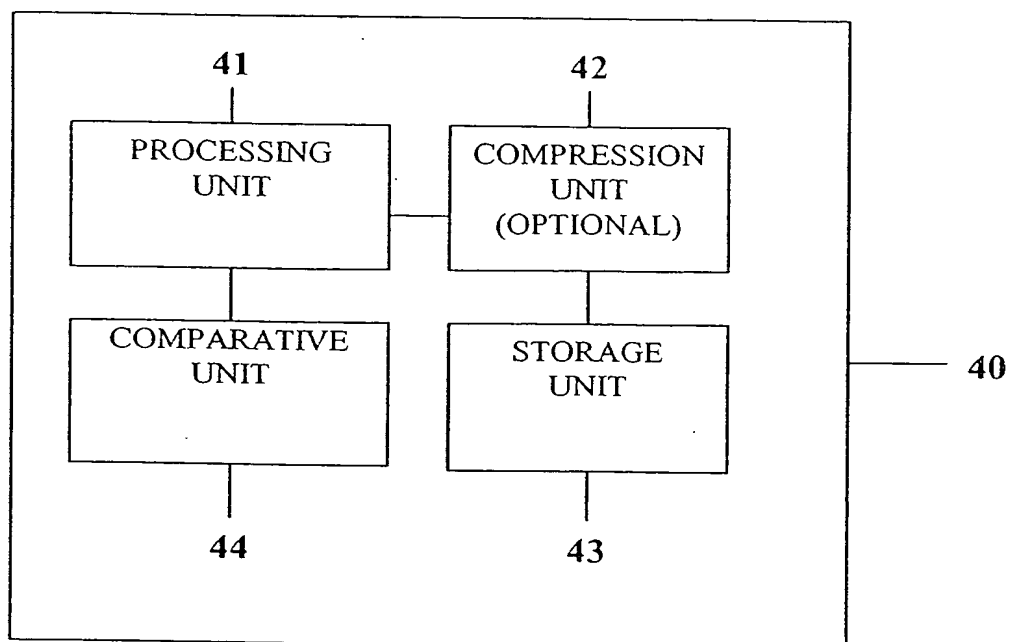 41
42
PROCESSING
UNIT
COMPRESSION
UNIT
(OPTIONAL)
COMPARATIVE
UNIT
STORAGE
UNIT
40
44
43